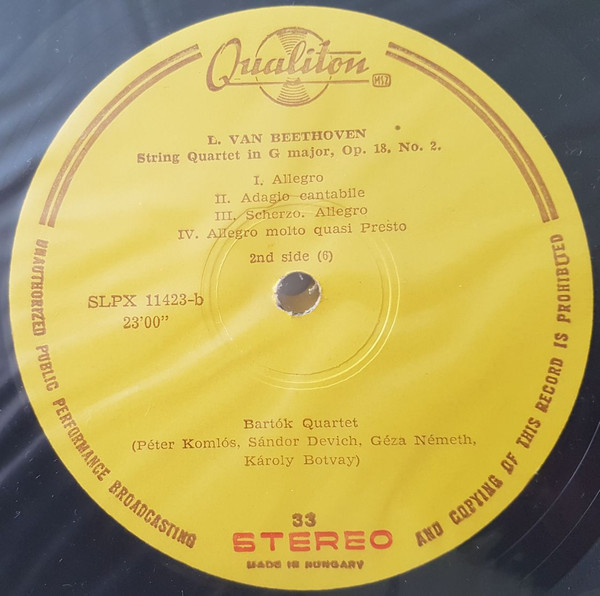 Qualiton
MSZ
L. VAN BEETHOVEN
String Quartet in G major, Op. 18, No. 2.
I. Allegro
II. Adagio cantabile
III. Scherzo. Allegro
IV. Allegro molto quasi Presto
2nd side (6)
SLPX 11423-b
23'00"
Bartók Quartet
(Péter Komlós, Sándor Devich, Géza Németh,
Károly Botvay)
33
STEREO
MADE IN HUNGARY
UNAUTHORIZED PUBLIC PERFORMANCE BROADCASTING
AND COPYING OF THIS RECORD IS PROHIBITED